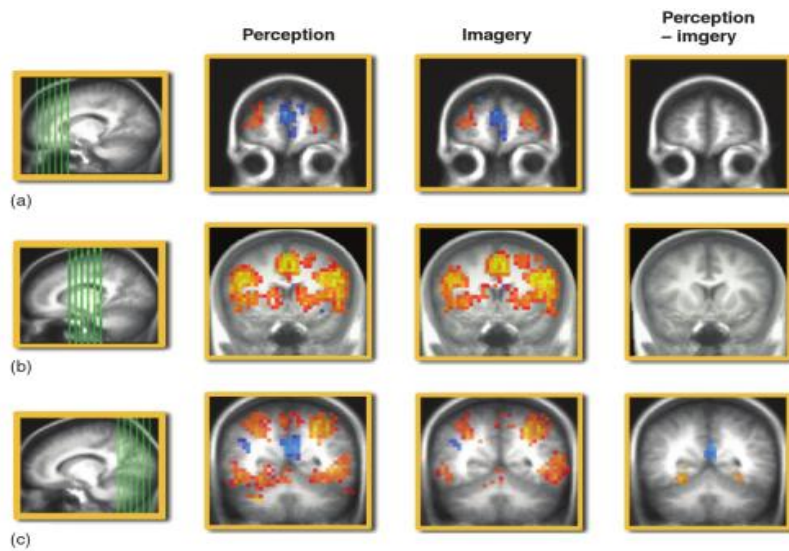 Perception
Imagery
Perception
– imgery
(a)
(b)
(c)